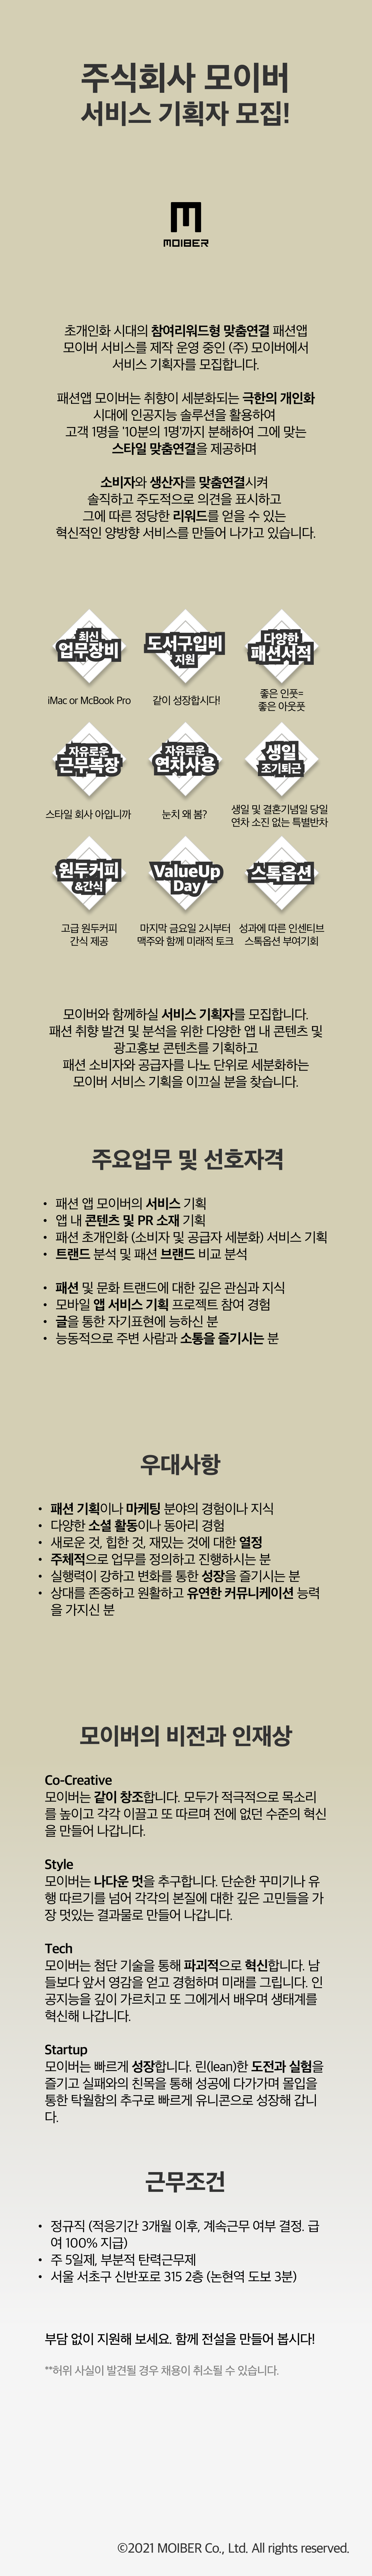 주식회사 모이버
서비스 기획자 모집!
MOIBER
초개인화 시대의 참여리워드형 맞춤연결 패션앱
모이버 서비스를 제작 운영 중인 (주) 모이버에서
서비스 기획자를 모집합니다.
패션앱 모이버는 취향이 세분화되는 극한의 개인화
시대에 인공지능 솔루션을 활용하여
고객 1명을 '10분의 1명'까지 분해하여 그에 맞는
스타일 맞춤연결을 제공하며
소비자와 생산자를 맞춤연결시켜
솔직하고 주도적으로 의견을 표시하고
그에 따른 정당한 리워드를 얻을 수 있는
혁신적인 양방향 서비스를 만들어 나가고 있습니다.
최신
업무장비
iMac or McBook Pro
도서구입비
지원
같이 성장합시다!
다양한
패션서적
좋은 인풋=
좋은 아웃풋
자유로운
근무복장
스타일 회사 아입니까
자유로운
연차사용
눈치 왜 봄?
생일
조기퇴근
생일 및 결혼기념일 당일
연차 소진 없는 특별반차
원두커피
&간식
고급 원두커피
간식 제공
ValueUp
Day
마지막 금요일 2시부터
맥주와 함께 미래적 토크
스톡옵션
성과에 따른 인센티브
스톡옵션 부여기회
모이버와 함께하실 서비스 기획자를 모집합니다.
패션 취향 발견 및 분석을 위한 다양한 앱 내 콘텐츠 및
광고홍보 콘텐츠를 기획하고
패션 소비자와 공급자를 나노 단위로 세분화하는
모이버 서비스 기획을 이끄실 분을 찾습니다.
주요업무 및 선호자격
• 패션 앱 모이버의 서비스 기획
• 앱 내 콘텐츠 및 PR 소재 기획
• 패션 초개인화 (소비자 및 공급자 세분화) 서비스 기획
• 트랜드 분석 및 패션 브랜드 비교 분석
• 패션 및 문화 트랜드에 대한 깊은 관심과 지식
• 모바일 앱 서비스 기획 프로젝트 참여 경험
• 글을 통한 자기표현에 능하신 분
• 능동적으로 주변 사람과 소통을 즐기시는 분
우대사항
• 패션 기획이나 마케팅 분야의 경험이나 지식
• 다양한 소셜 활동이나 동아리 경험
• 새로운 것, 힙한 것, 재밌는 것에 대한 열정
• 주체적으로 업무를 정의하고 진행하시는 분
• 실행력이 강하고 변화를 통한 성장을 즐기시는 분
• 상대를 존중하고 원활하고 유연한 커뮤니케이션 능력
을 가지신 분
모이버의 비전과 인재상
Co-Creative
모이버는 같이 창조합니다. 모두가 적극적으로 목소리
를 높이고 각각 이끌고 또 따르며 전에 없던 수준의 혁신
을 만들어 나갑니다.
Style
모이버는 나다운 멋을 추구합니다. 단순한 꾸미기나 유
행 따르기를 넘어 각각의 본질에 대한 깊은 고민들을 가
장 멋있는 결과물로 만들어 나갑니다.
Tech
모이버는 첨단 기술을 통해 파괴적으로 혁신합니다. 남
들보다 앞서 영감을 얻고 경험하며 미래를 그립니다. 인
공지능을 깊이 가르치고 또 그에게서 배우며 생태계를
혁신해 나갑니다.
Startup
모이버는 빠르게 성장합니다. 린(lean)한 도전과 실험을
즐기고 실패와의 친목을 통해 성공에 다가가며 몰입을
통한 탁월함의 추구로 빠르게 유니콘으로 성장해 갑니
다.
근무조건
• 정규직 (적응기간 3개월 이후, 계속근무 여부 결정. 급
여 100% 지급)
• 주 5일제, 부분적 탄력근무제
• 서울 서초구 신반포로 315 2층 (논현역 도보 3분)
부담 없이 지원해 보세요. 함께 전설을 만들어 봅시다!
**허위 사실이 발견될 경우 채용이 취소될 수 있습니다.
©2021 MOIBER Co., Ltd. All rights reserved.